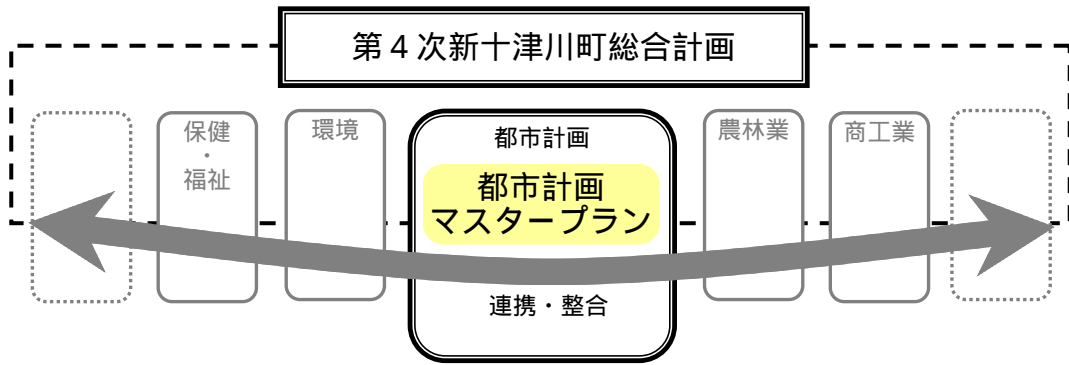 第４次新十津川町総合計画
保健
・
福祉
環境
都市計画
都市計画
マスタープラン
農林業
商工業
連携・整合